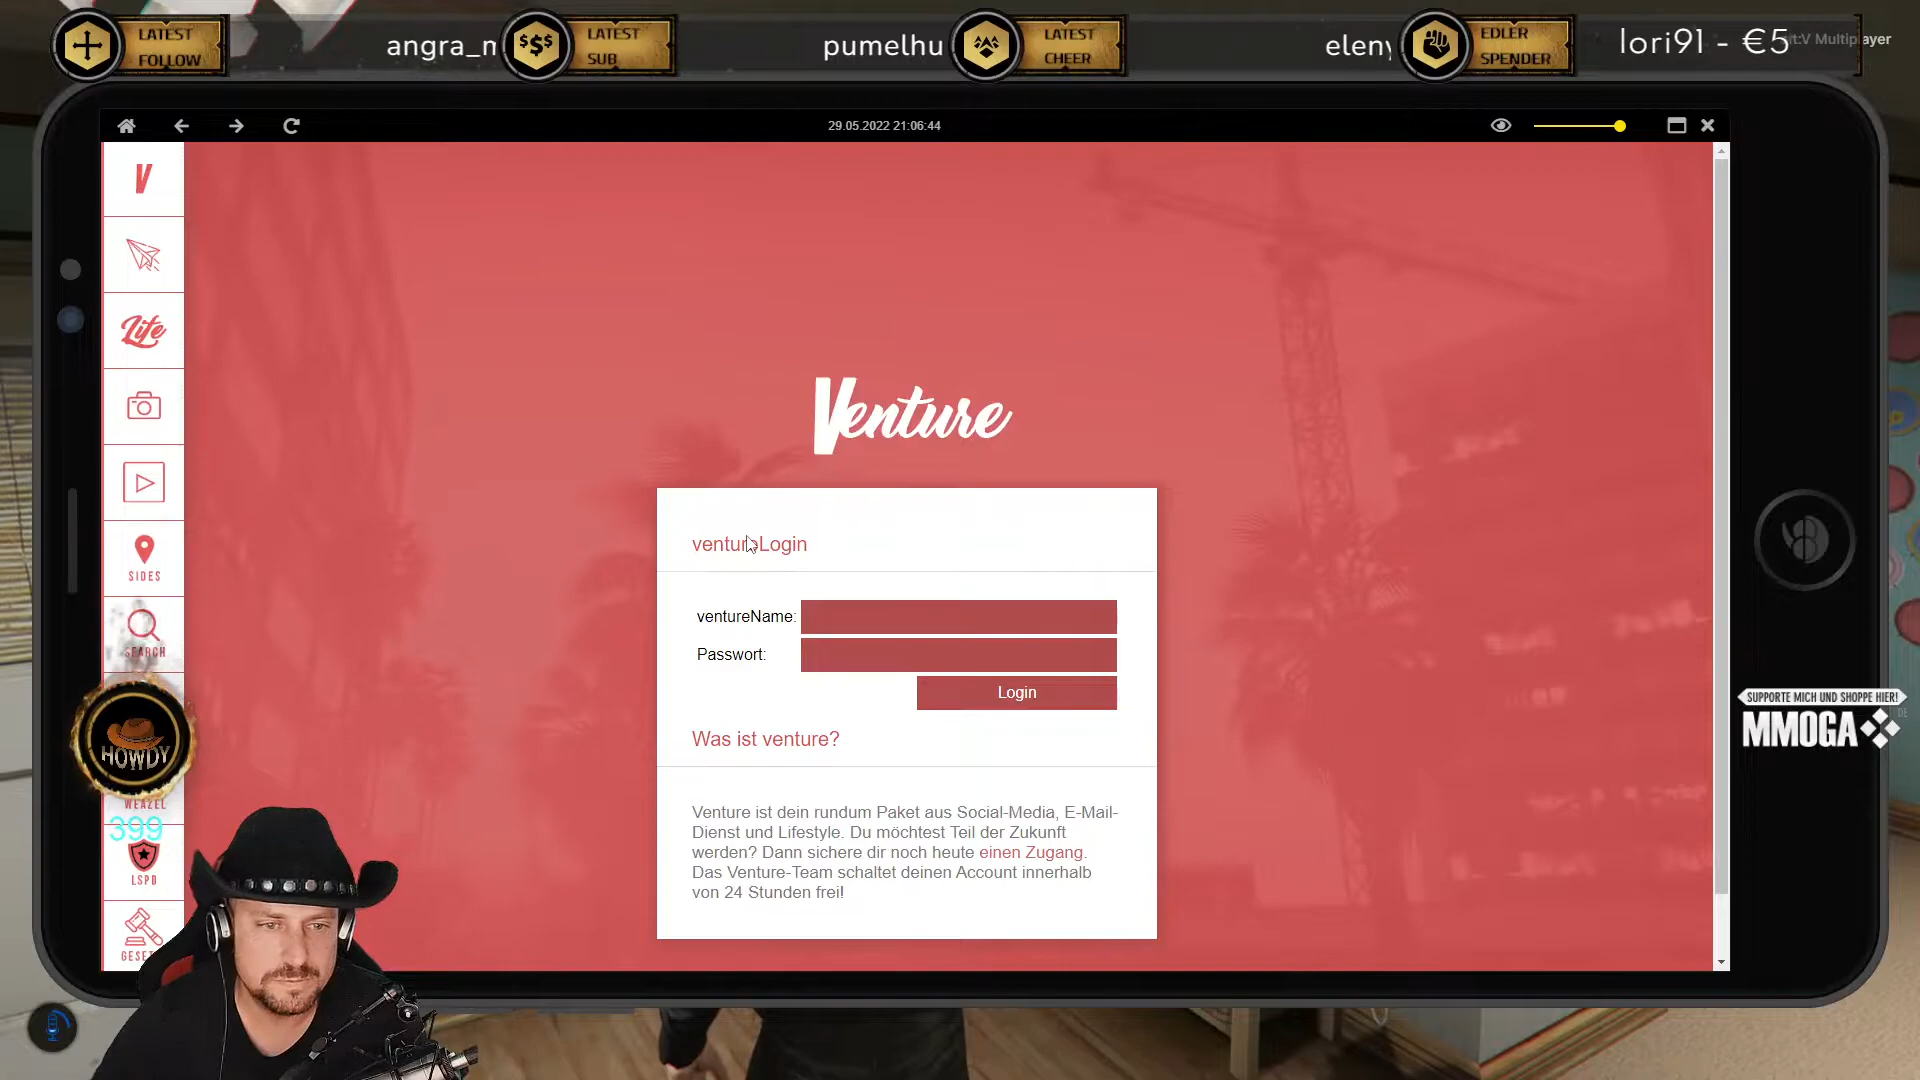 LATEST
FOLLOW
angra_m
$$$
LATEST
SUB
pumelhu
LATEST
CHEER
eleny
EDLER
SPENDER
lori91 - €5
V Multiplayer
29.05.2022 21:06:44
V
Life
SIDES
SEARCH
HOWDY
WEAZEL
399
LSPD
Venture
ventureLogin
ventureName:
Passwort:
Login
Was ist venture?
Venture ist dein rundum Paket aus Social-Media, E-Mail-
Dienst und Lifestyle. Du möchtest Teil der Zukunft
werden? Dann sichere dir noch heute einen Zugang.
Das Venture-Team schaltet deinen Account innerhalb
von 24 Stunden frei!
SUPPORTE MICH UND SHOPPE HIER!
MMOGA
DE